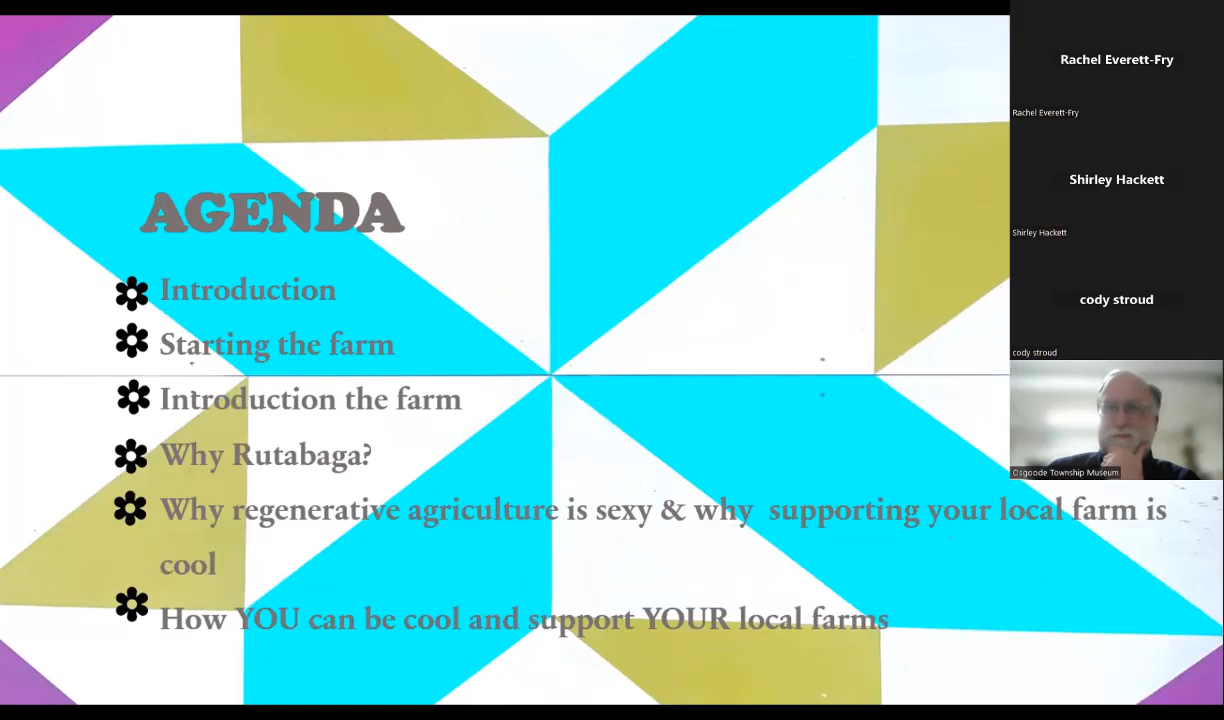 AGENDA
Introduction
Starting the farm
Introduction the farm
Why Rutabaga?
Why regenerative agriculture is sexy & why supporting your local farm is
cool
How YOU can be cool and support YOUR local farms
Rachel Everett-Fry
Rachel Everett-Fry
Shirley Hackett
Shirley Hackett
cody stroud
cody stroud
Osgoode Township Museum